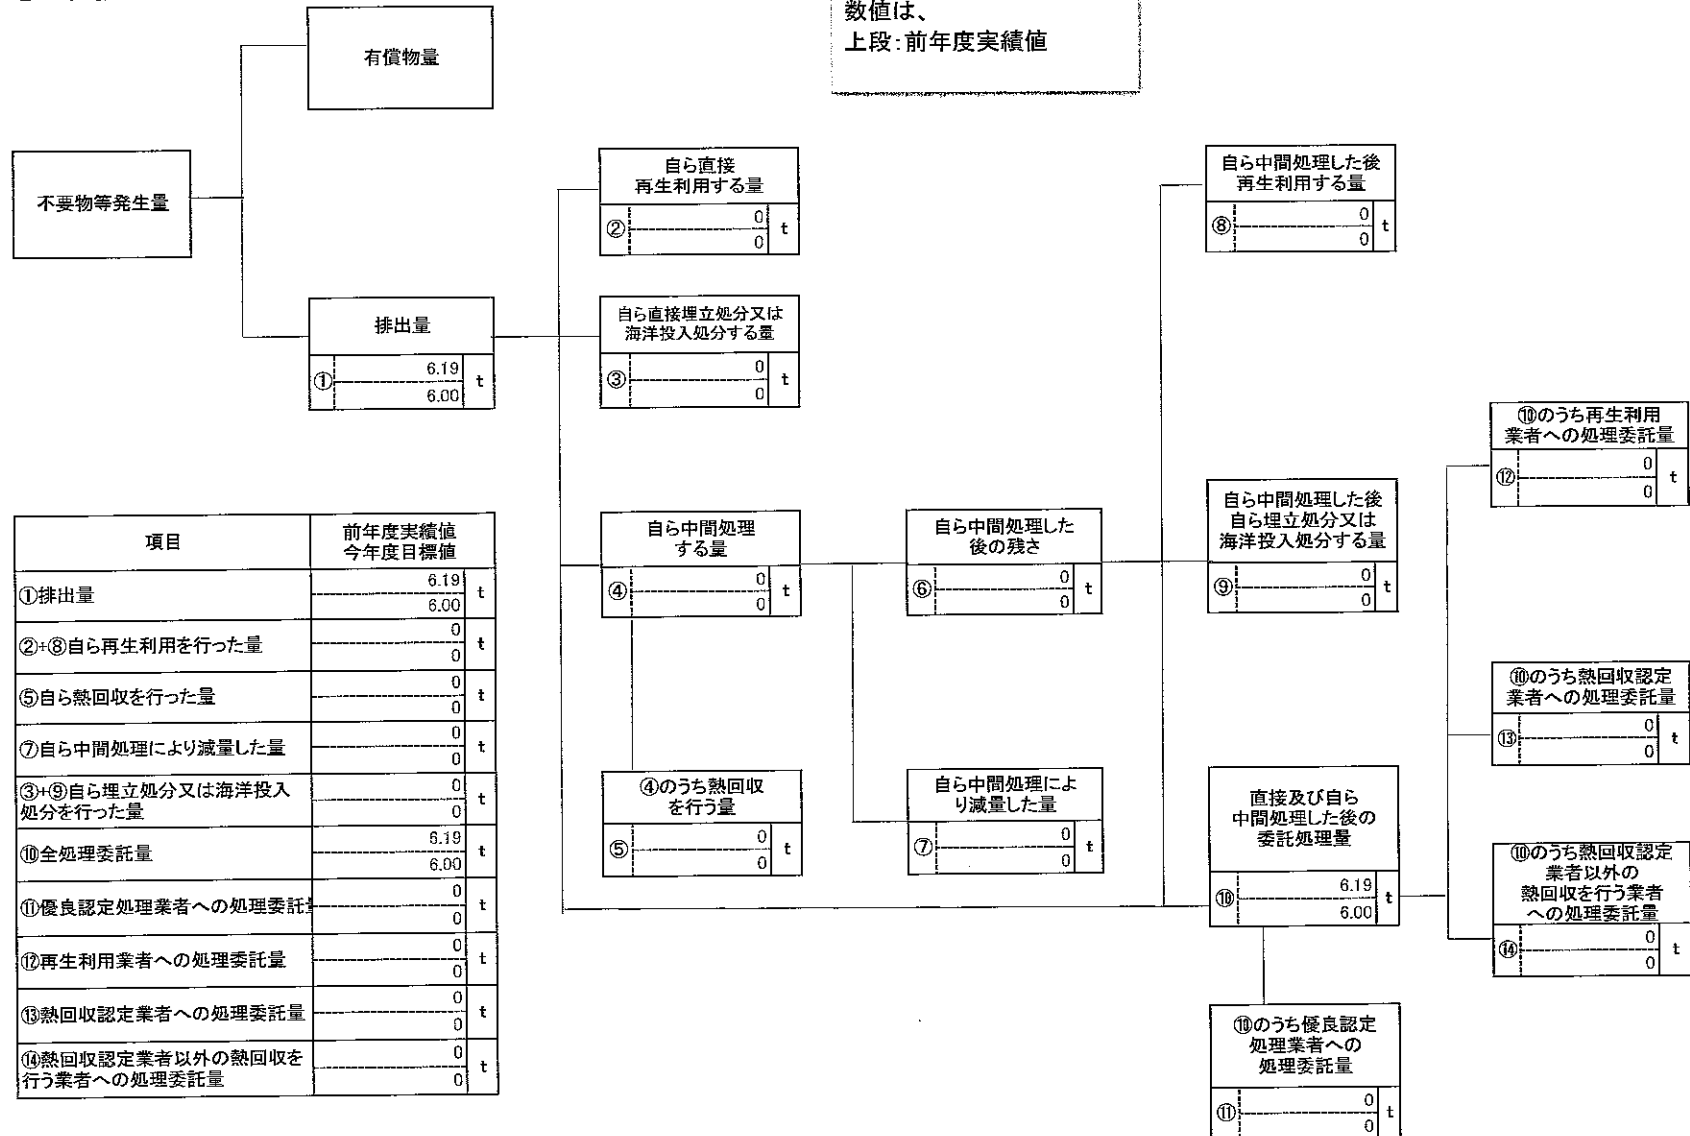 数値は、
上段:前年度実績値
有償物量
不要物等発生量
排出量
① 6.19 t
6.00
自ら直接
再生利用する量
② 0 t
0
自ら直接埋立処分又は
海洋投入処分する量
③ 0 t
0
自ら中間処理
する量
④ 0 t
0
④のうち熱回収
を行う量
⑤ 0 t
0
自ら中間処理した
後の残さ
⑥ 0 t
0
自ら中間処理によ
り減量した量
⑦ 0 t
0
自ら中間処理した後
再生利用する量
⑧ 0 t
0
自ら中間処理した後
自ら埋立処分又は
海洋投入処分する量
⑨ 0 t
0
直接及び自ら
中間処理した後の
委託処理量
⑩ 6.19 t
6.00
⑩のうち優良認定
処理業者への
処理委託量
⑪ 0 t
0
⑩のうち再生利用
業者への処理委託量
⑫ 0 t
0
⑩のうち熱回収認定
業者への処理委託量
⑬ 0 t
0
⑩のうち熱回収認定
業者以外の
熱回収を行う業者
への処理委託量
⑭ 0 t
0
項目 前年度実績値
今年度目標値
①排出量 6.19 t
6.00
②+⑧自ら再生利用を行った量 0 t
0
⑤自ら熱回収を行った量 0 t
0
⑦自ら中間処理により減量した量 0 t
0
③+⑨自ら埋立処分又は海洋投入
処分を行った量 0 t
0
⑩全処理委託量 6.19 t
6.00
⑪優良認定処理業者への処理委託 0 t
0
⑫再生利用業者への処理委託量 0 t
0
⑬熱回収認定業者への処理委託量 0 t
0
⑭熱回収認定業者以外の熱回収を
行う業者への処理委託量 0 t
0